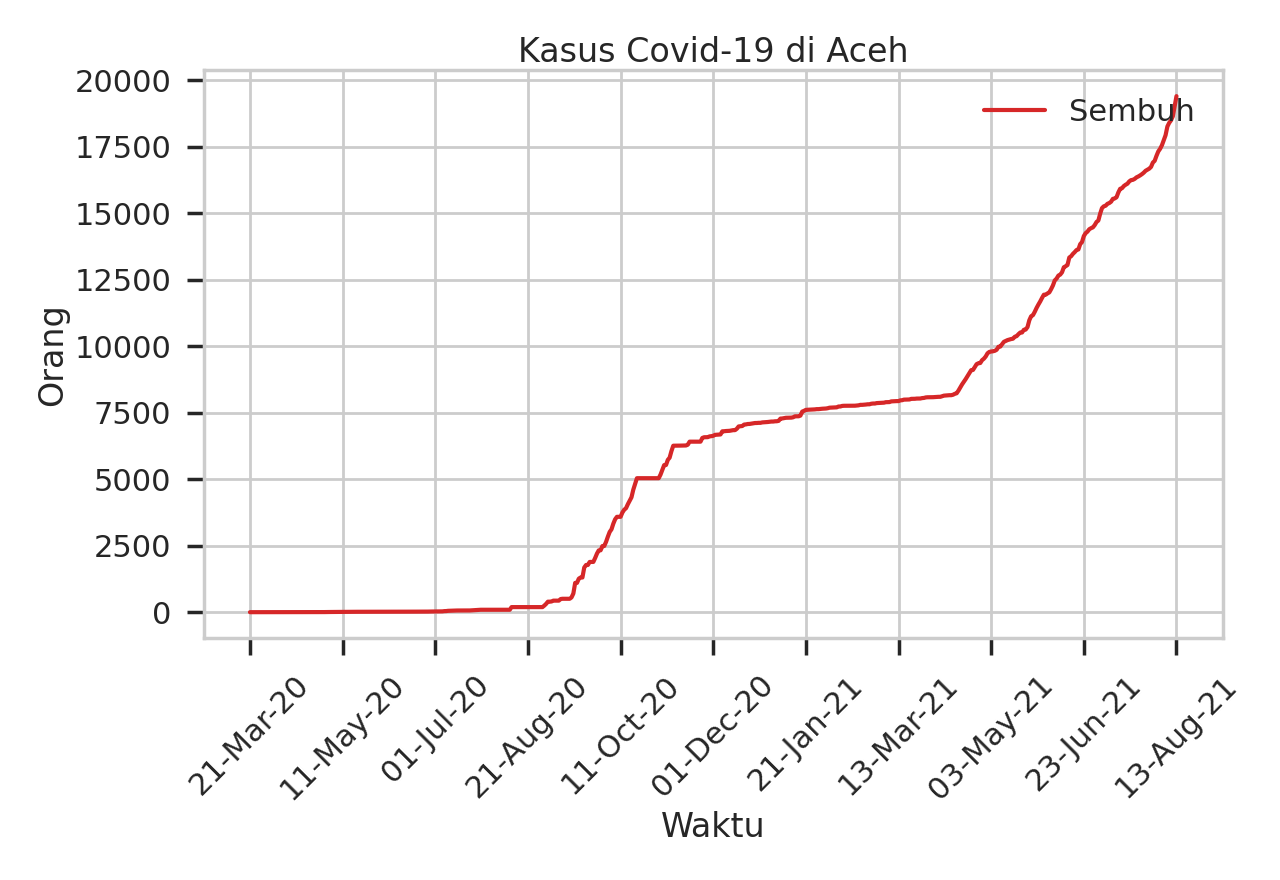 Kasus Covid-19 di Aceh
Sembuh
Orang
20000
17500
15000
12500
10000
7500
5000
2500
0
21-Mar-20
11-May-20
01-Jul-20
21-Aug-20
11-Oct-20
01-Dec-20
21-Jan-21
13-Mar-21
03-May-21
23-Jun-21
13-Aug-21
Waktu